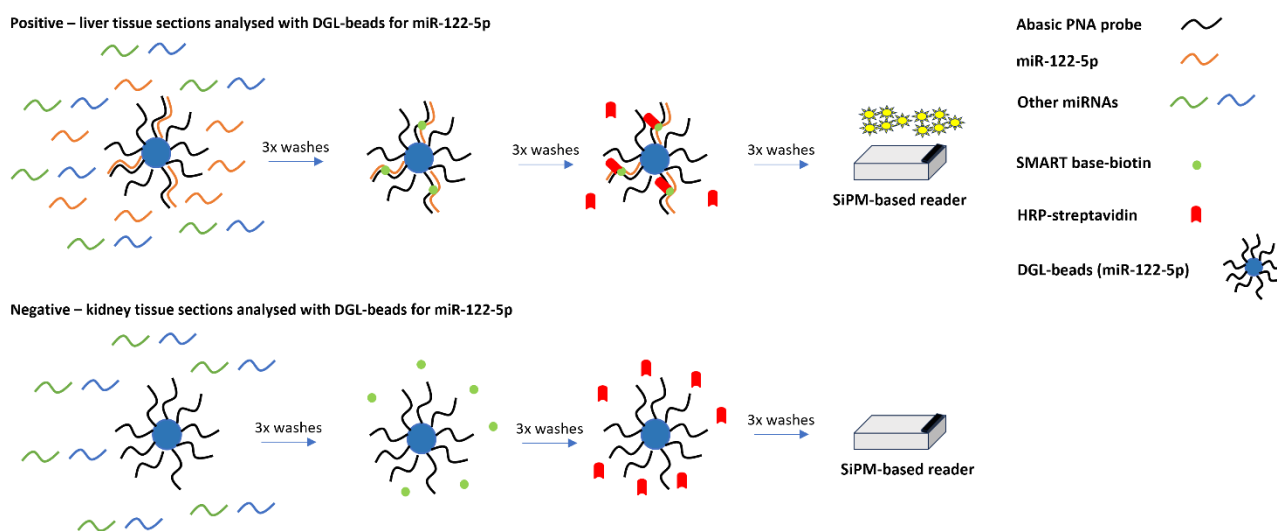 Positive – liver tissue sections analysed with DGL-beads for miR-122-5p
3x washes
3x washes
3x washes
SiPM-based reader
Negative – kidney tissue sections analysed with DGL-beads for miR-122-5p
3x washes
3x washes
3x washes
SiPM-based reader
Abasic PNA probe
miR-122-5p
Other miRNAs
SMART base-biotin
HRP-streptavidin
DGL-beads (miR-122-5p)